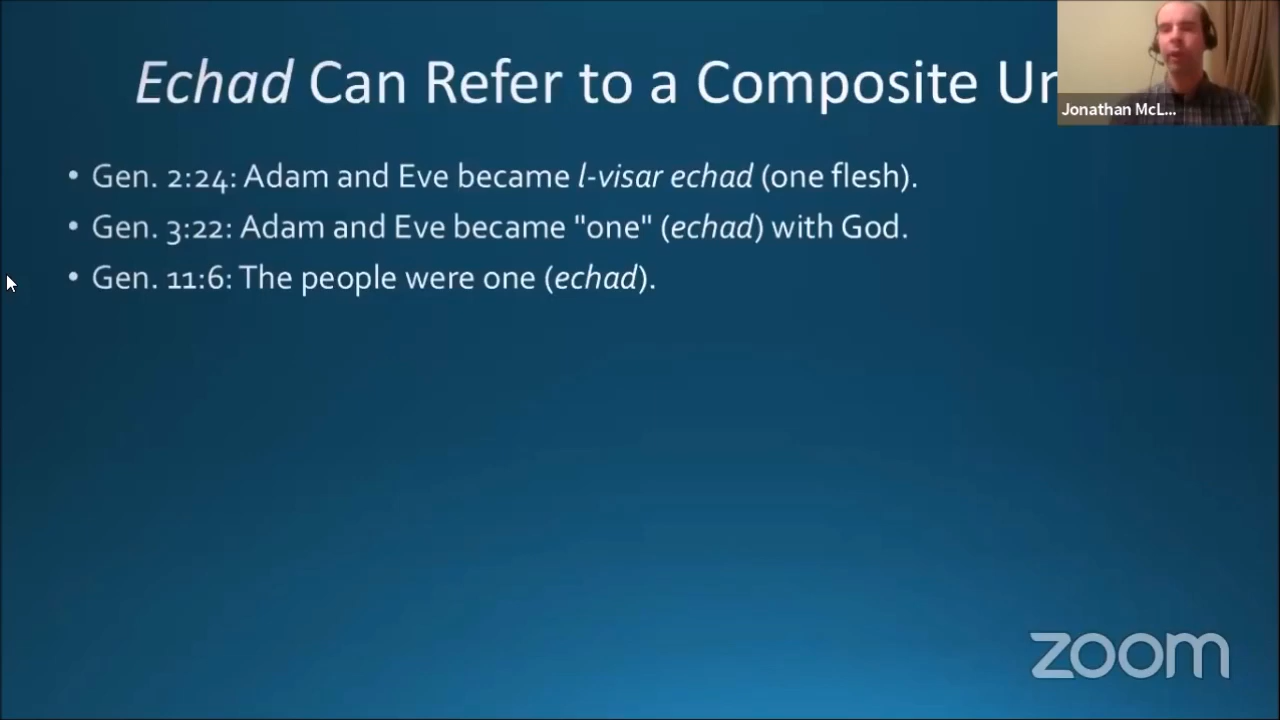 Echad Can Refer to a Composite Un
Jonathan McL...
• Gen. 2:24: Adam and Eve became l-visar echad (one flesh).
• Gen. 3:22: Adam and Eve became "one" (echad) with God.
• Gen. 11:6: The people were one (echad).
zoom